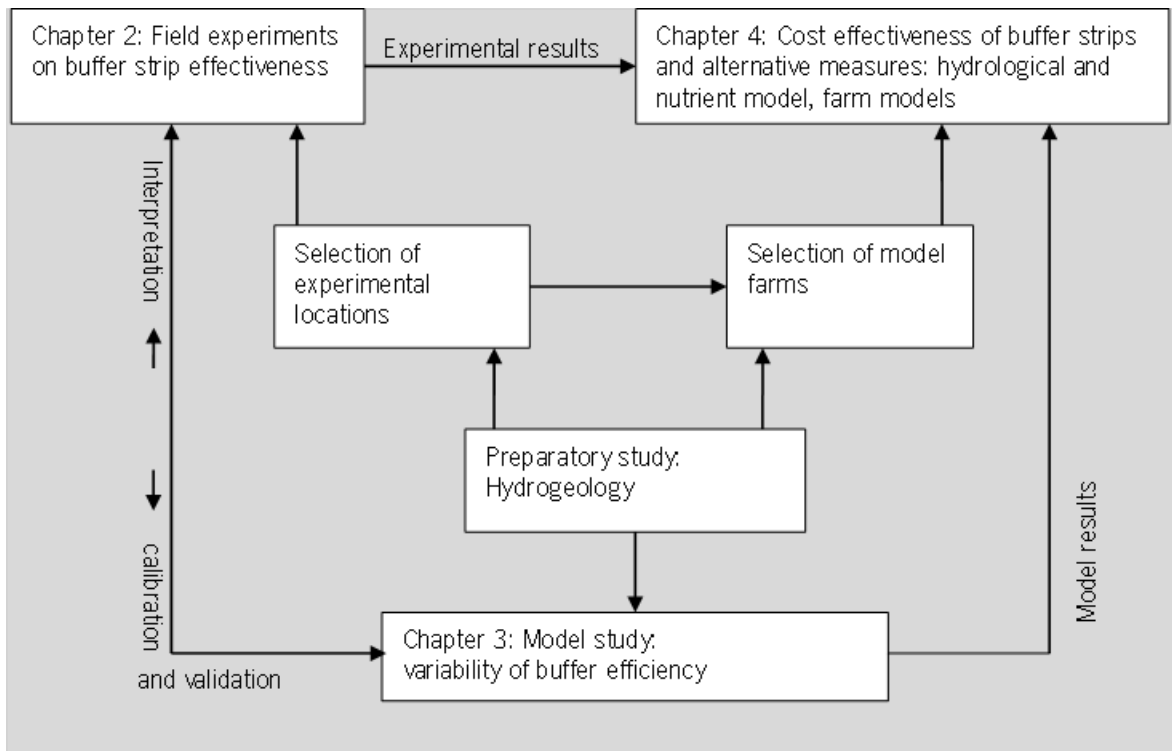 Chapter 2: Field experiments
on buffer strip effectiveness
Experimental results
Chapter 4: Cost effectiveness of buffer strips
and alternative measures: hydrological and
nutrient model, farm models
Interpretation
Selection of
experimental
locations
Selection of model
farms
Preparatory study:
Hydrogeology
calibration
and validation
Model results
Chapter 3: Model study:
variability of buffer efficiency